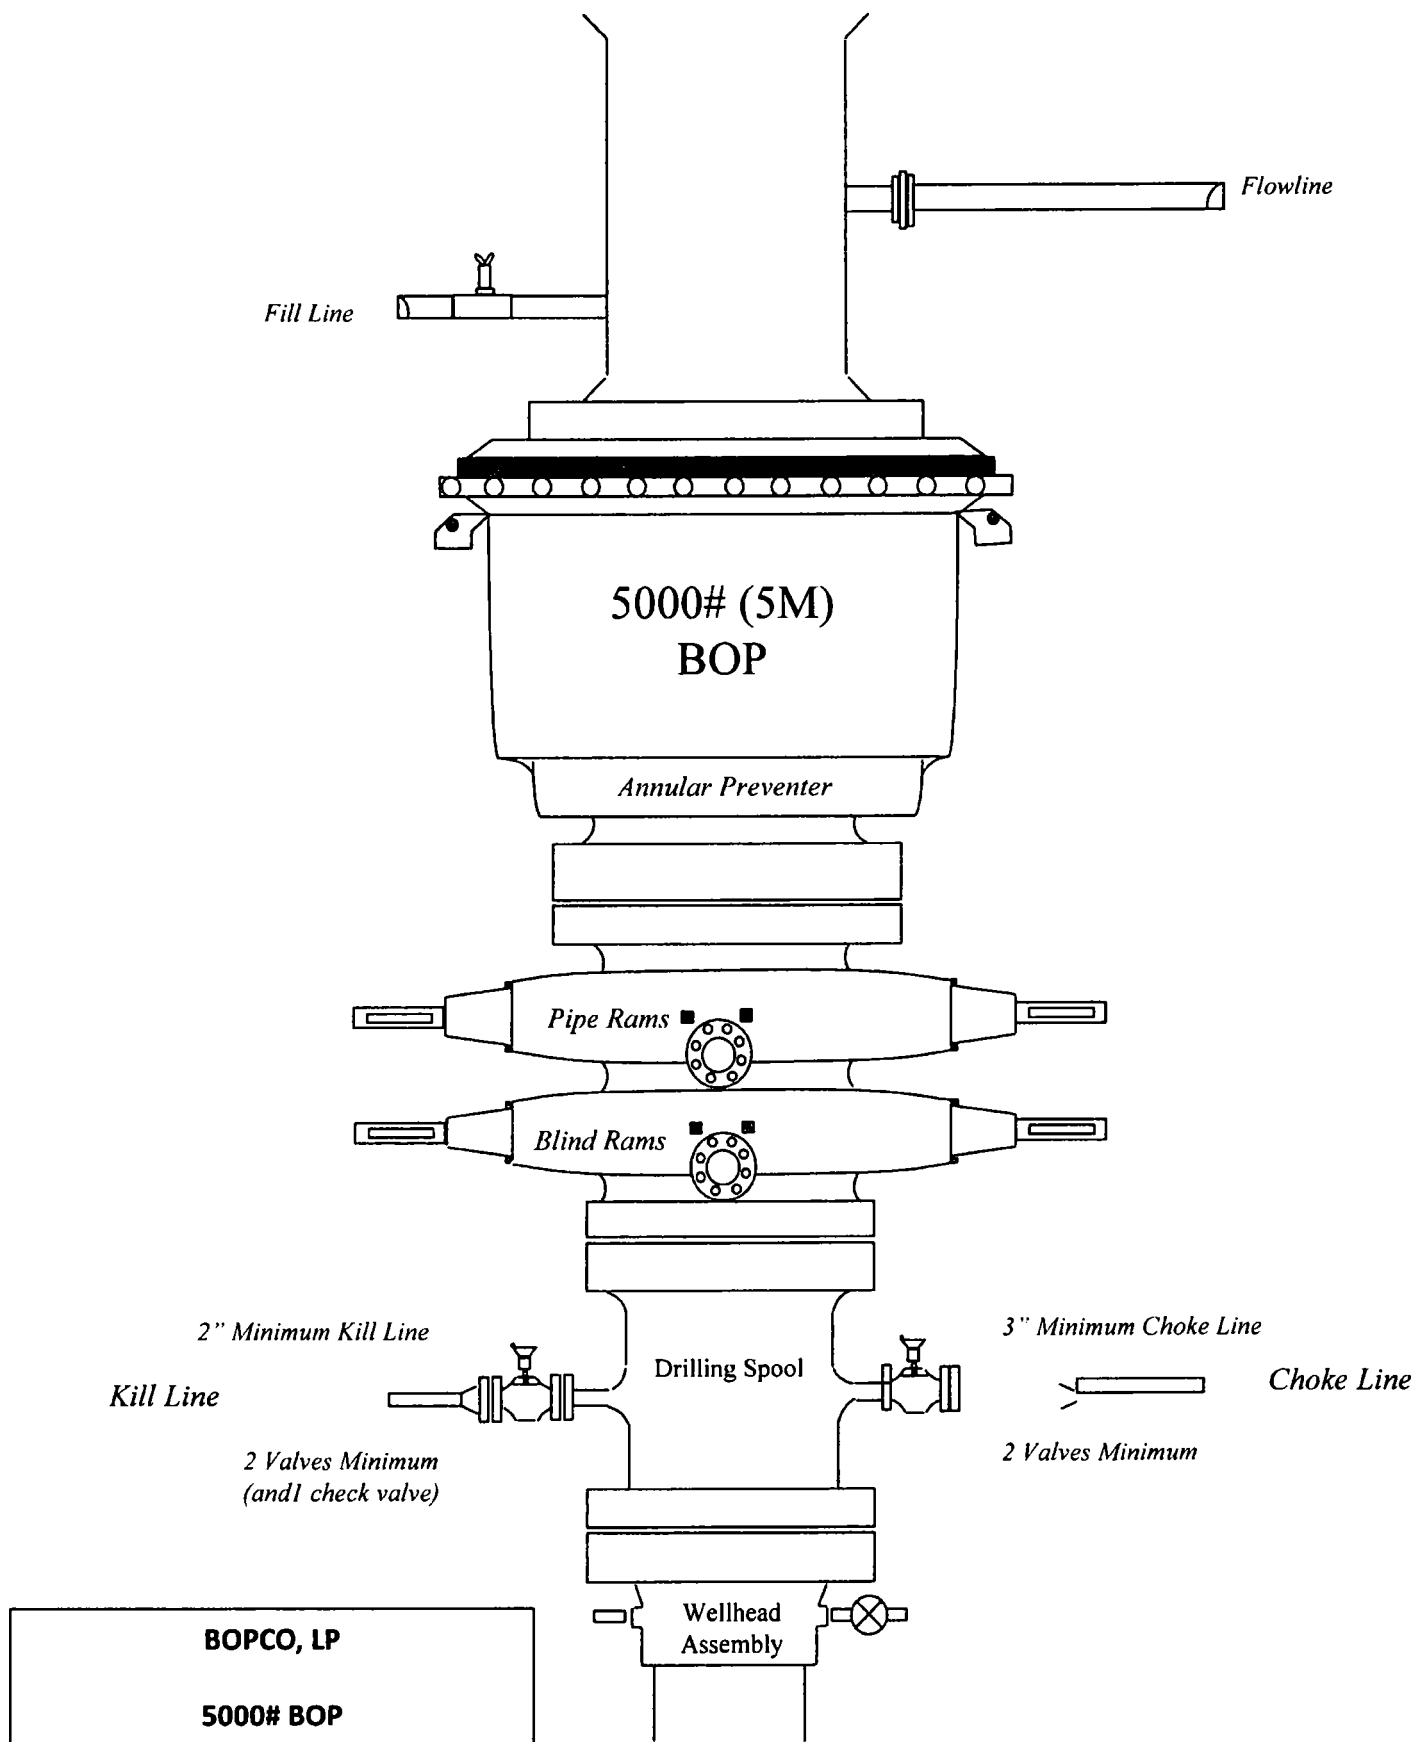 Flowline
Fill Line
5000# (5M)
BOP
Annular Preventer
Pipe Rams
Blind Rams
2" Minimum Kill Line
3" Minimum Choke Line
Drilling Spool
Kill Line
Choke Line
2 Valves Minimum
(and1 check valve)
2 Valves Minimum
Wellhead
Assembly
BOPCO, LP
5000# BOP